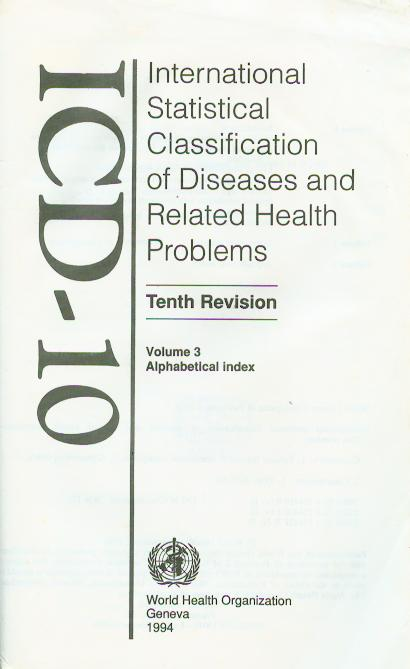 ICD-10
International
Statistical
Classification
of Diseases and
Related Health
Problems
Tenth Revision
Volume 3
Alphabetical index
World Health Organization
Geneva
1994